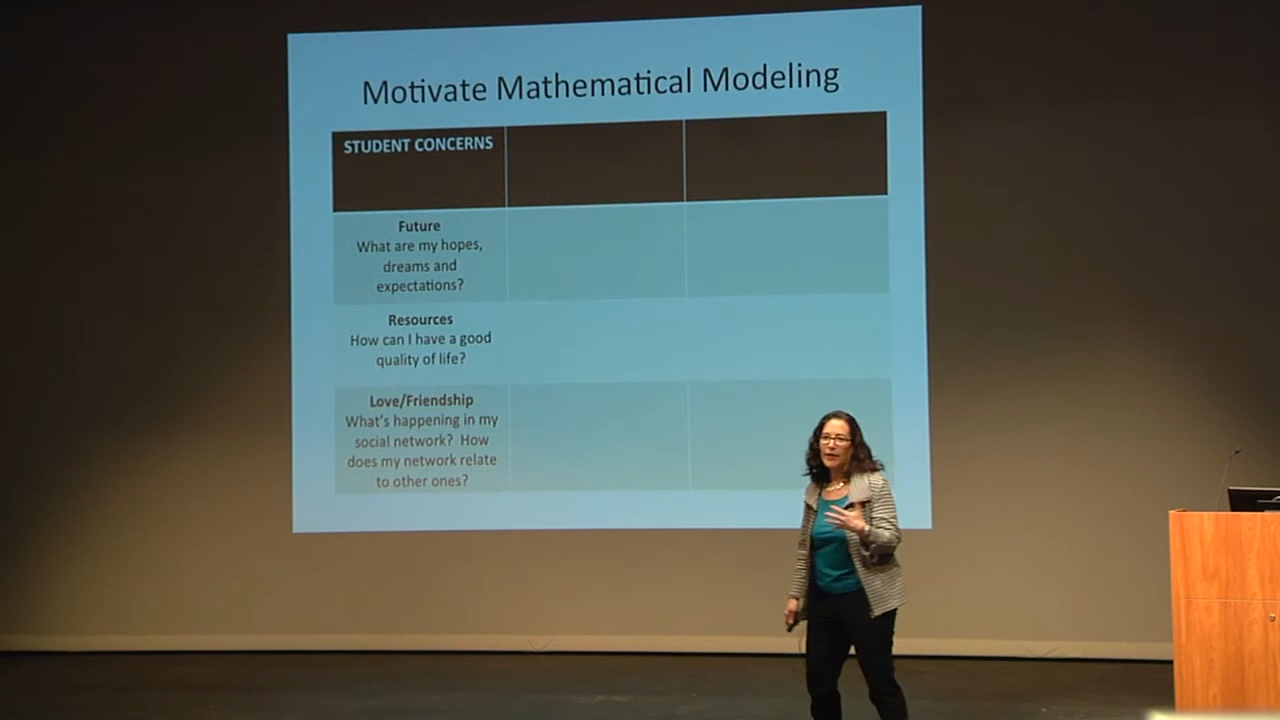 Motivate Mathematical Modeling
STUDENT CONCERNS
Future
What are my hopes,
dreams and
expectations?
Resources
How can I have a good
quality of life?
Love/Friendship
What's happening in my
social network? How
does my network relate
to other ones?